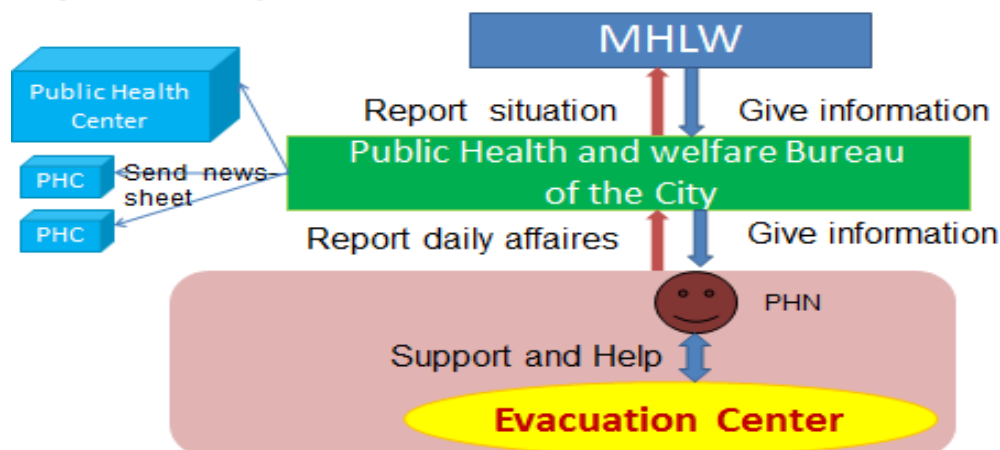 MHLW
Public Health
Center
Report situation
Give information
Public Health and welfare Bureau
of the City
PHC
Send news-
sheet
PHC
Report daily affaires
Give information
PHN
Support and Help
Evacuation Center